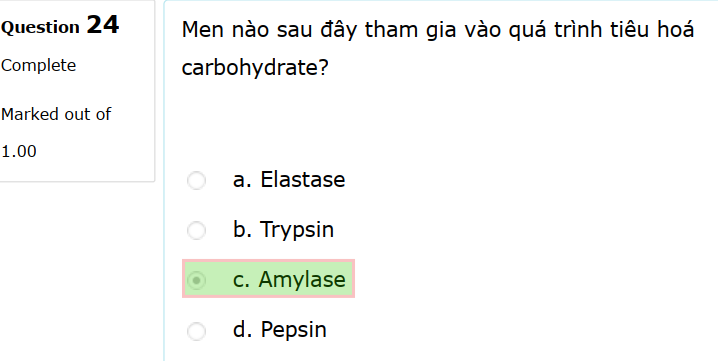 Question 24
Complete
Marked out of
1.00
Men nào sau đây tham gia vào quá trình tiêu hoá
carbohydrate?
a. Elastase
b. Trypsin
c. Amylase
d. Pepsin